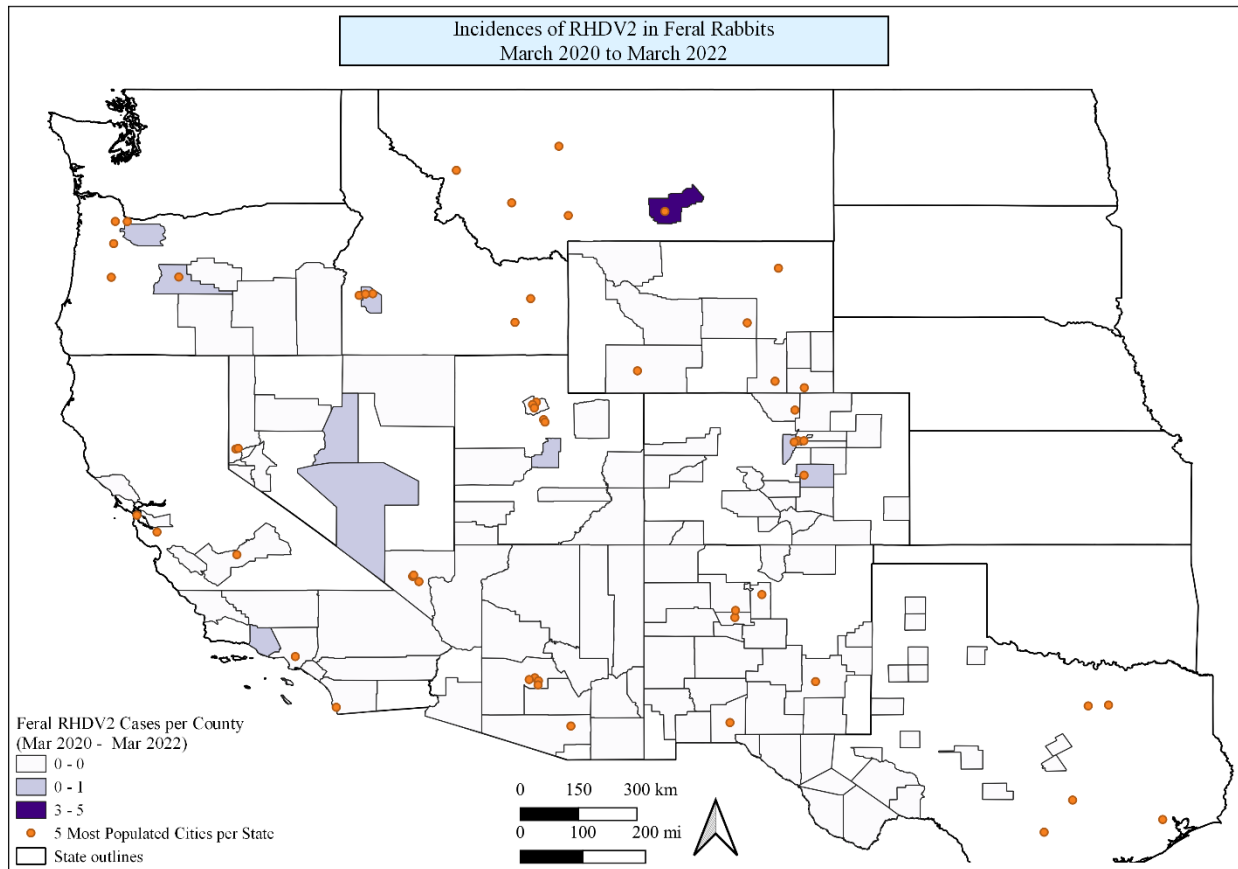 Incidences of RHDV2 in Feral Rabbits
March 2020 to March 2022
Feral RHDV2 Cases per County
(Mar 2020 - Mar 2022)
0 - 0
0 - 1
3 - 5
5 Most Populated Cities per State
State outlines
0 150 300 km
0 100 200 mi